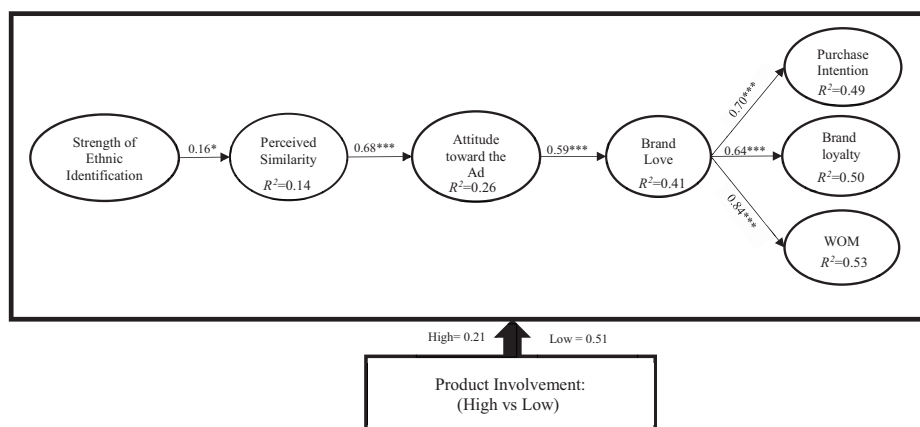 Strength of
Ethnic
Identification
0.16*
Perceived
Similarity
R²=0.14
0.68***
Attitude
toward the
Ad
R²=0.26
0.59***
Brand
Love
R²=0.41
0.70***
0.64***
0.84***
Purchase
Intention
R²=0.49
Brand
loyalty
R²=0.50
WOM
R²=0.53
High= 0.21
Low = 0.51
Product Involvement:
(High vs Low)